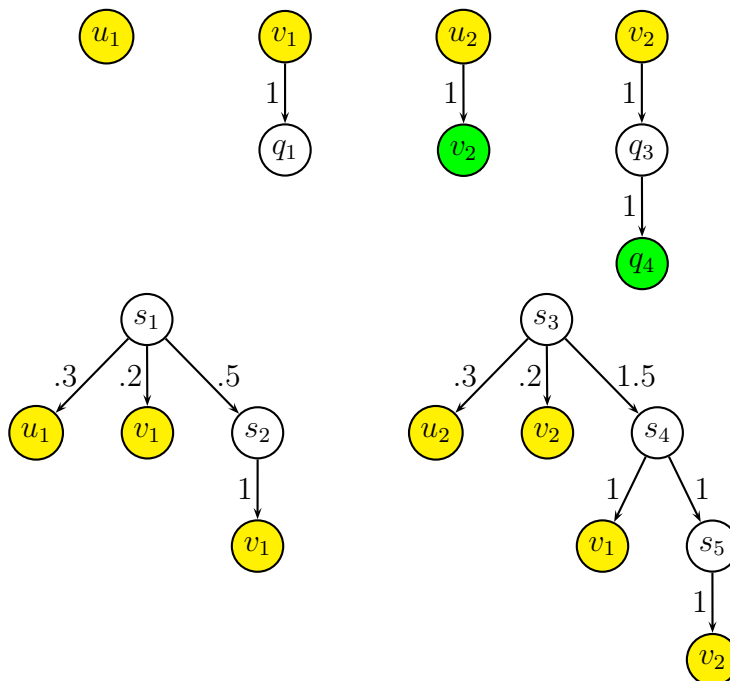 u₁ v₁ u₂ v₂
1 1 1
q₁ v₂ q₃
1
q₄
s₁ s₃
.3 .2 .5 .3 .2 1.5
u₁ v₁ s₂ u₂ v₂ s₄
1 1 1
v₁ v₁ s₅
1
v₂